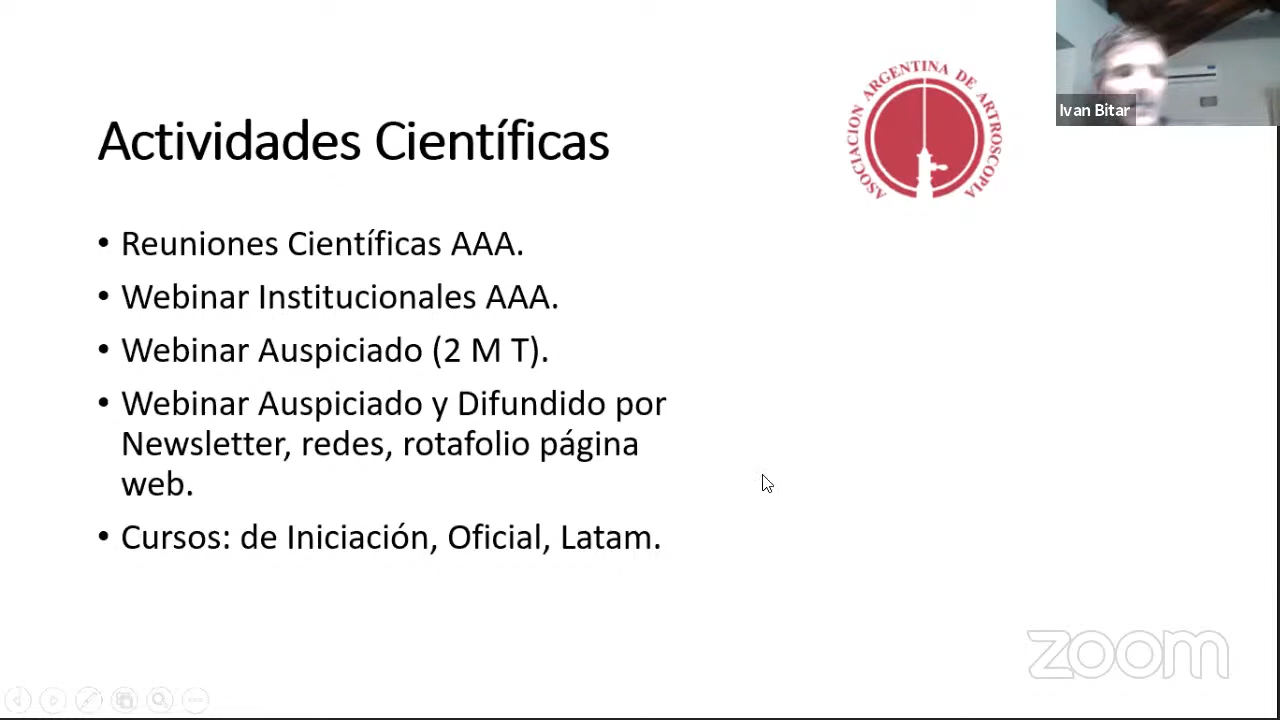 Actividades Científicas
ASOCIACION ARGENTINA DE ARTROSCOPIA
Ivan Bitar
• Reuniones Científicas AAA.
• Webinar Institucionales AAA.
• Webinar Auspiciado (2 M T).
• Webinar Auspiciado y Difundido por
Newsletter, redes, rotafolio página
web.
• Cursos: de Iniciación, Oficial, Latam.
zoom